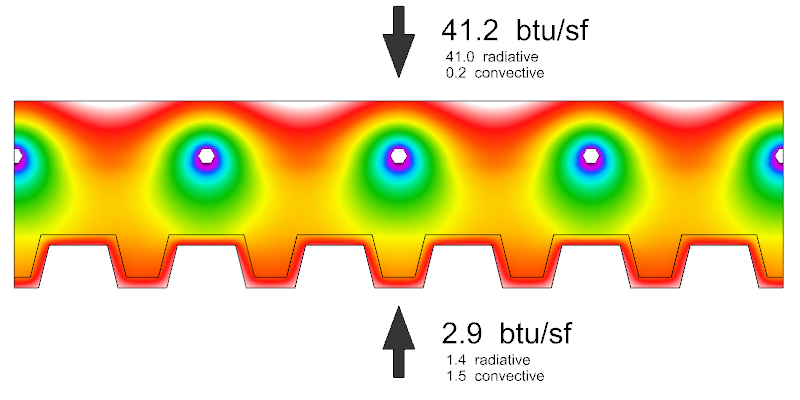 41.2 btu/sf
41.0 radiative
0.2 convective
2.9 btu/sf
1.4 radiative
1.5 convective